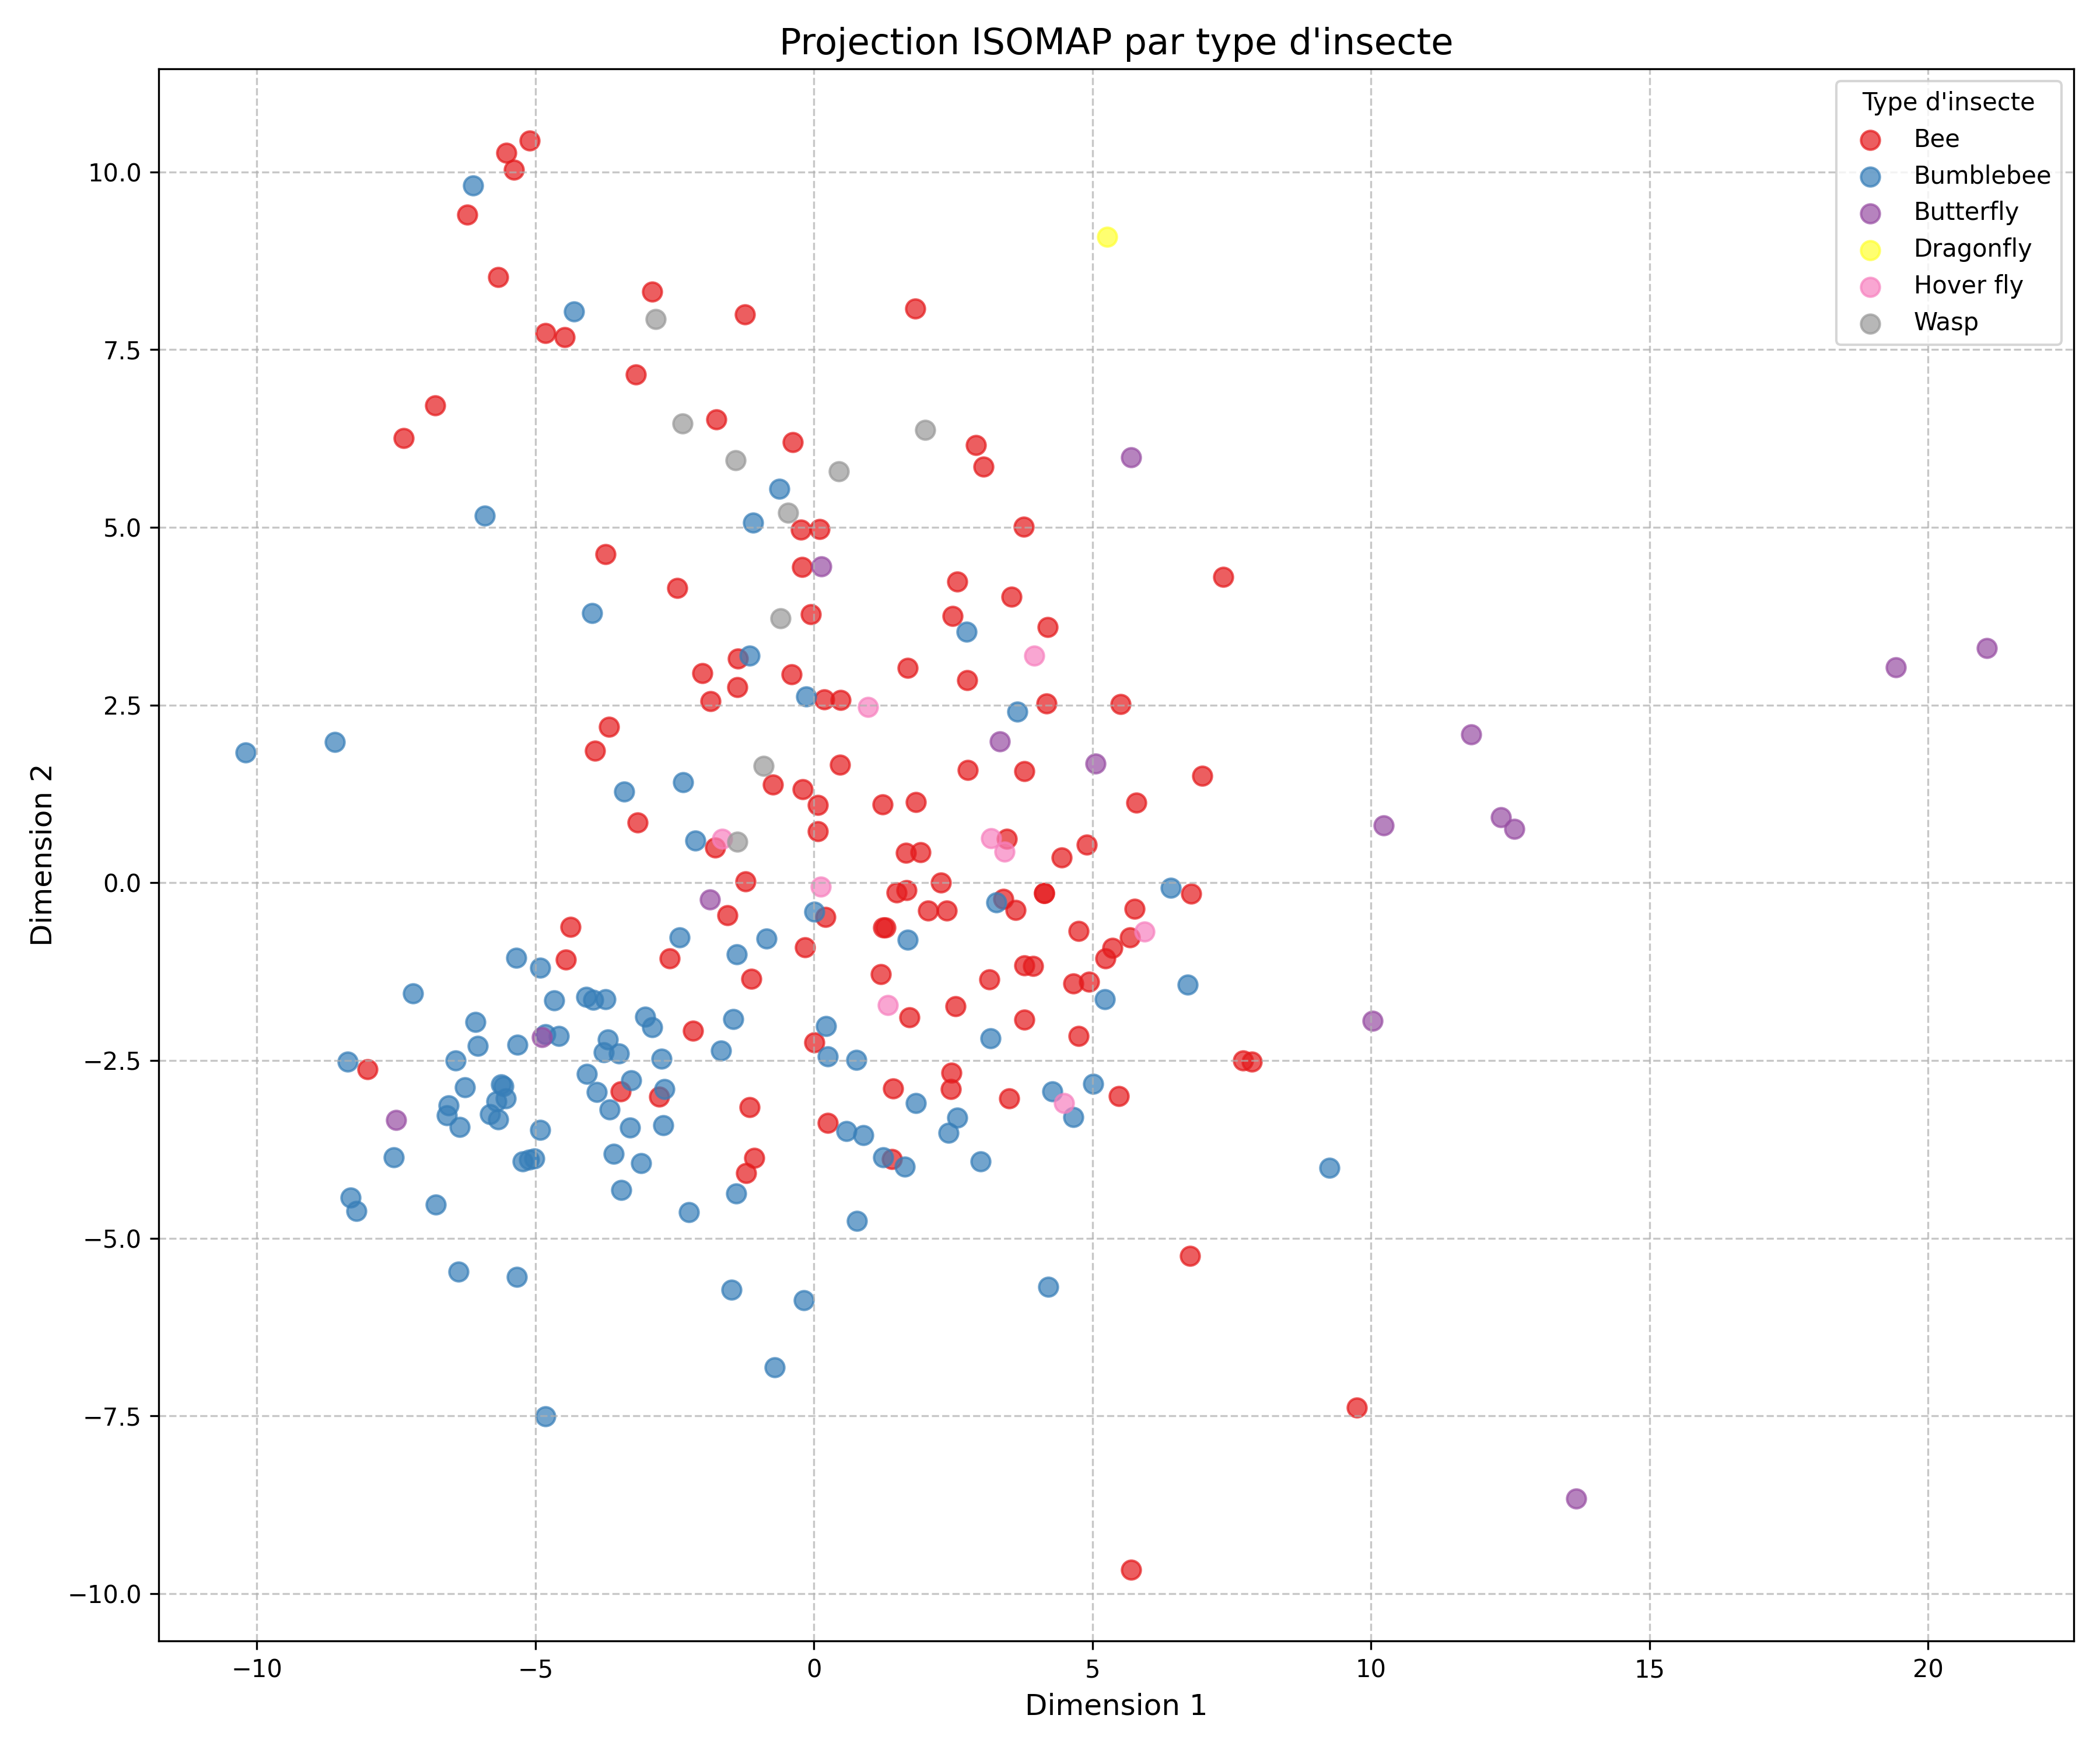 Projection ISOMAP par type d'insecte
Type d'insecte
Bee
Bumblebee
Butterfly
Dragonfly
Hover fly
Wasp
10.0
7.5
5.0
2.5
0.0
−2.5
−5.0
−7.5
−10.0
Dimension 2
−10
−5
0
5
10
15
20
Dimension 1